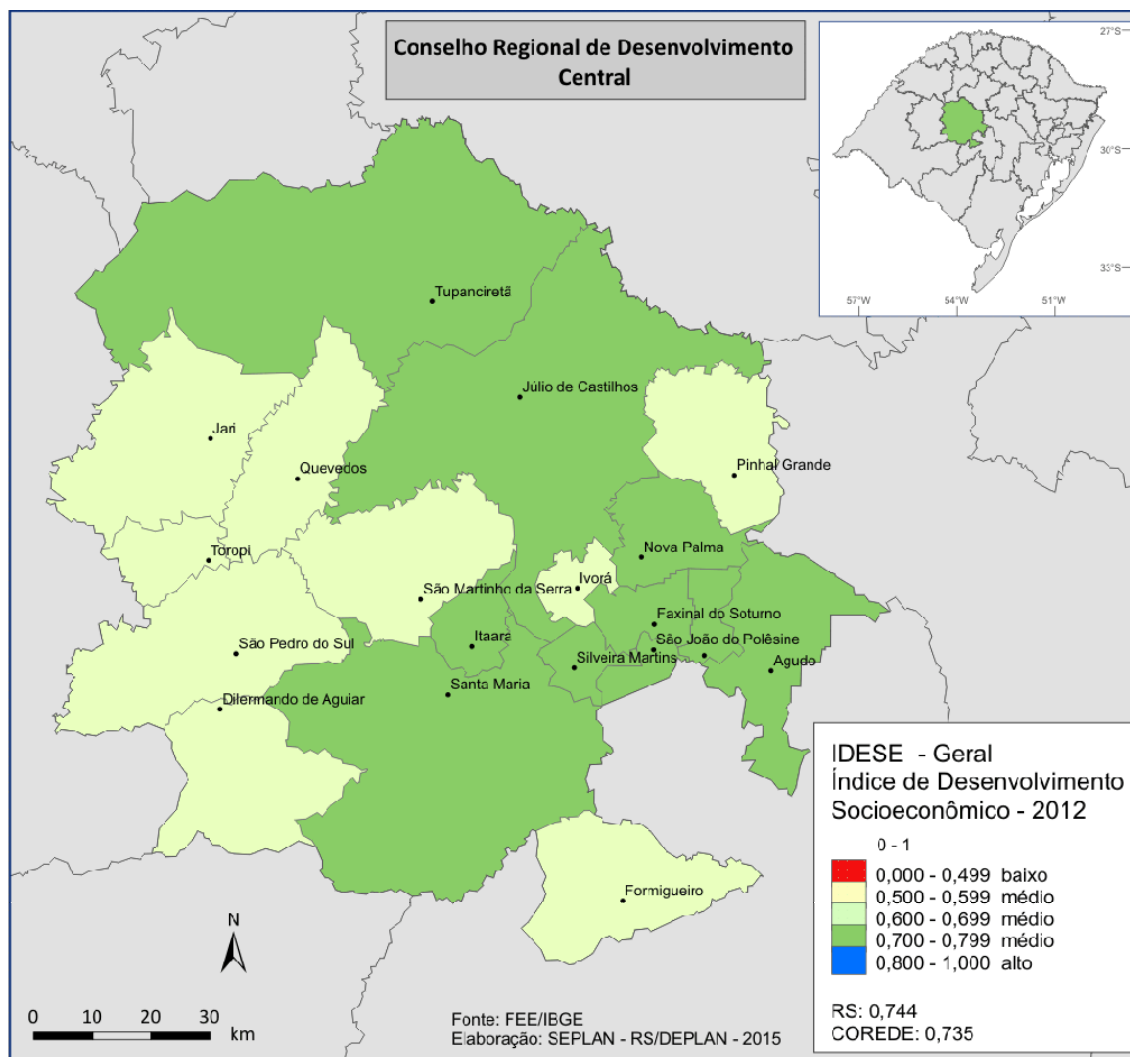 Conselho Regional de Desenvolvimento
Central
27°S
30°S
33°S
57°W
54°W
51°W
Tupanciretã
Júlio de Castilhos
Jari
Quevedos
Pinhal Grande
Toropi
Nova Palma
São Martinho da Serra
Ivorá
Faxinal do Soturno
Itaara
São João do Polêsine
São Pedro do Sul
Silveira Martins
Agudo
Santa Maria
Dilermando de Aguiar
Formigueiro
IDESE - Geral
Índice de Desenvolvimento
Socioeconômico - 2012
0 - 1
0,000 - 0,499 baixo
0,500 - 0,599 médio
0,600 - 0,699 médio
0,700 - 0,799 médio
0,800 - 1,000 alto
RS: 0,744
COREDE: 0,735
N
0 10 20 30
km
Fonte: FEE/IBGE
Elaboração: SEPLAN - RS/DEPLAN - 2015